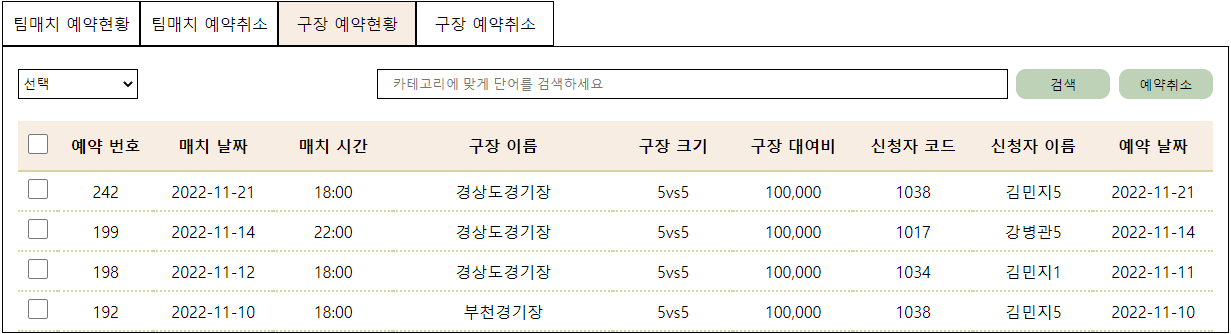 팀매치 예약현황 팀매치 예약취소 구장 예약현황 구장 예약취소
선택 카테고리에 맞게 단어를 검색하세요 검색 예약취소
예약 번호 매치 날짜 매치 시간 구장 이름 구장 크기 구장 대여비 신청자 코드 신청자 이름 예약 날짜
242 2022-11-21 18:00 경상도경기장 5vs5 100,000 1038 김민지5 2022-11-21
199 2022-11-14 22:00 경상도경기장 5vs5 100,000 1017 강병관5 2022-11-14
198 2022-11-12 18:00 경상도경기장 5vs5 100,000 1034 김민지1 2022-11-11
192 2022-11-10 18:00 부천경기장 5vs5 100,000 1038 김민지5 2022-11-10